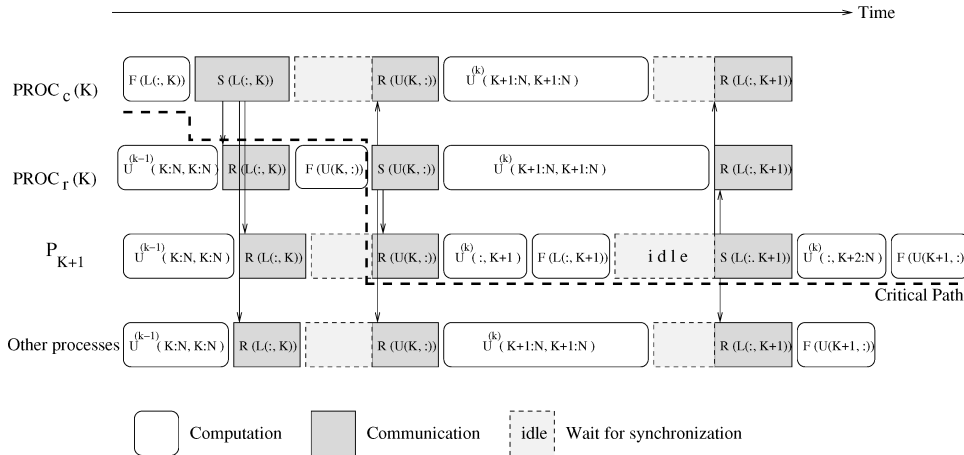 Time
PROC_c (K) F (L(:, K)) S (L(:, K)) R (U(K, :)) U^(k) ( K+1:N, K+1:N ) R (L(:, K+1))
PROC_r (K) U^(k−1) ( K:N, K:N ) R (L(:, K)) F (U(K, :)) S (U(K, :)) U^(k) ( K+1:N, K+1:N ) R (L(:, K+1))
P_K+1 U^(k−1) ( K:N, K:N ) R (L(:, K)) R (U(K, :)) U^(k) ( :, K+1) F (L(:, K+1)) idle S (L(:, K+1)) U^(k) ( :, K+2:N) F (U(K+1, :)
Critical Path
Other processes U^(k−1) ( K:N, K:N ) R (L(:, K)) R (U(K, :)) U^(k) ( K+1:N, K+1:N ) R (L(:, K+1)) F (U(K+1, :))
Computation Communication idle Wait for synchronization